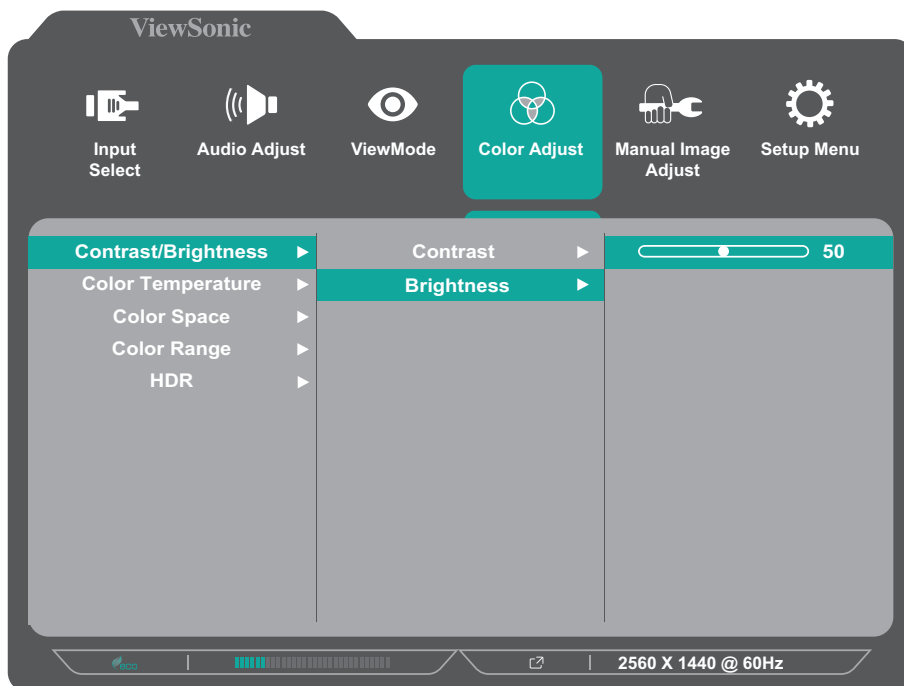 ViewSonic
Input Select
Audio Adjust
ViewMode
Color Adjust
Manual Image Adjust
Setup Menu
Contrast/Brightness
Contrast
50
Color Temperature
Brightness
Color Space
Color Range
HDR
eco
2560 X 1440 @ 60Hz